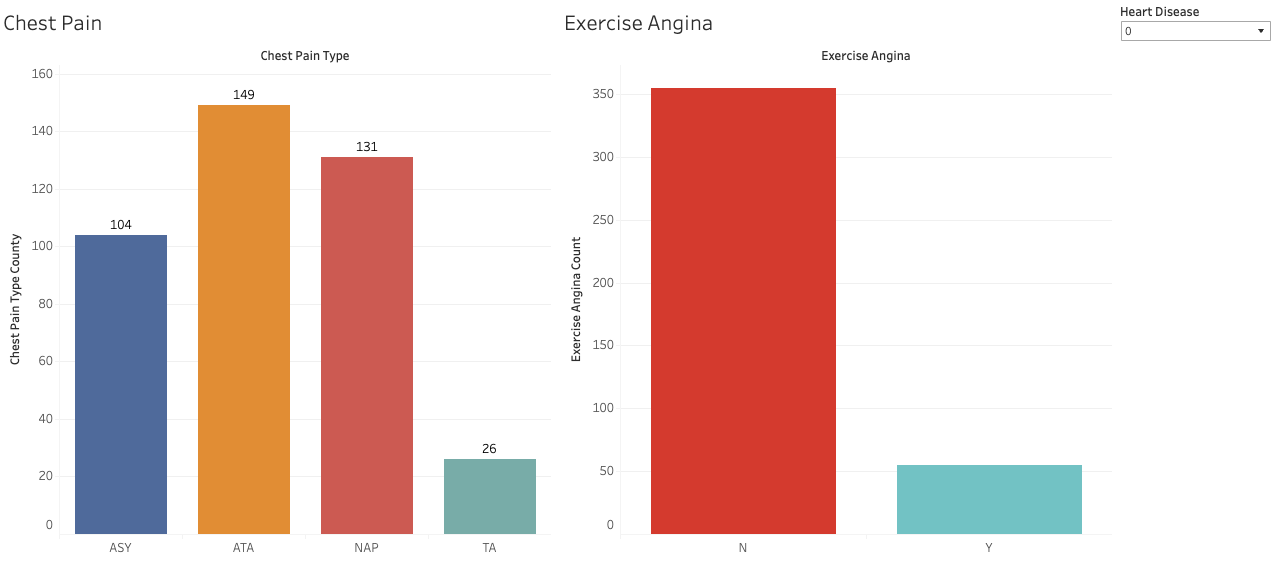 Chest Pain
Chest Pain Type
Chest Pain Type County
160
140
120
100
80
60
40
20
0
104
149
131
26
ASY
ATA
NAP
TA
Exercise Angina
Exercise Angina
Exercise Angina Count
350
300
250
200
150
100
50
0
N
Y
Heart Disease
0